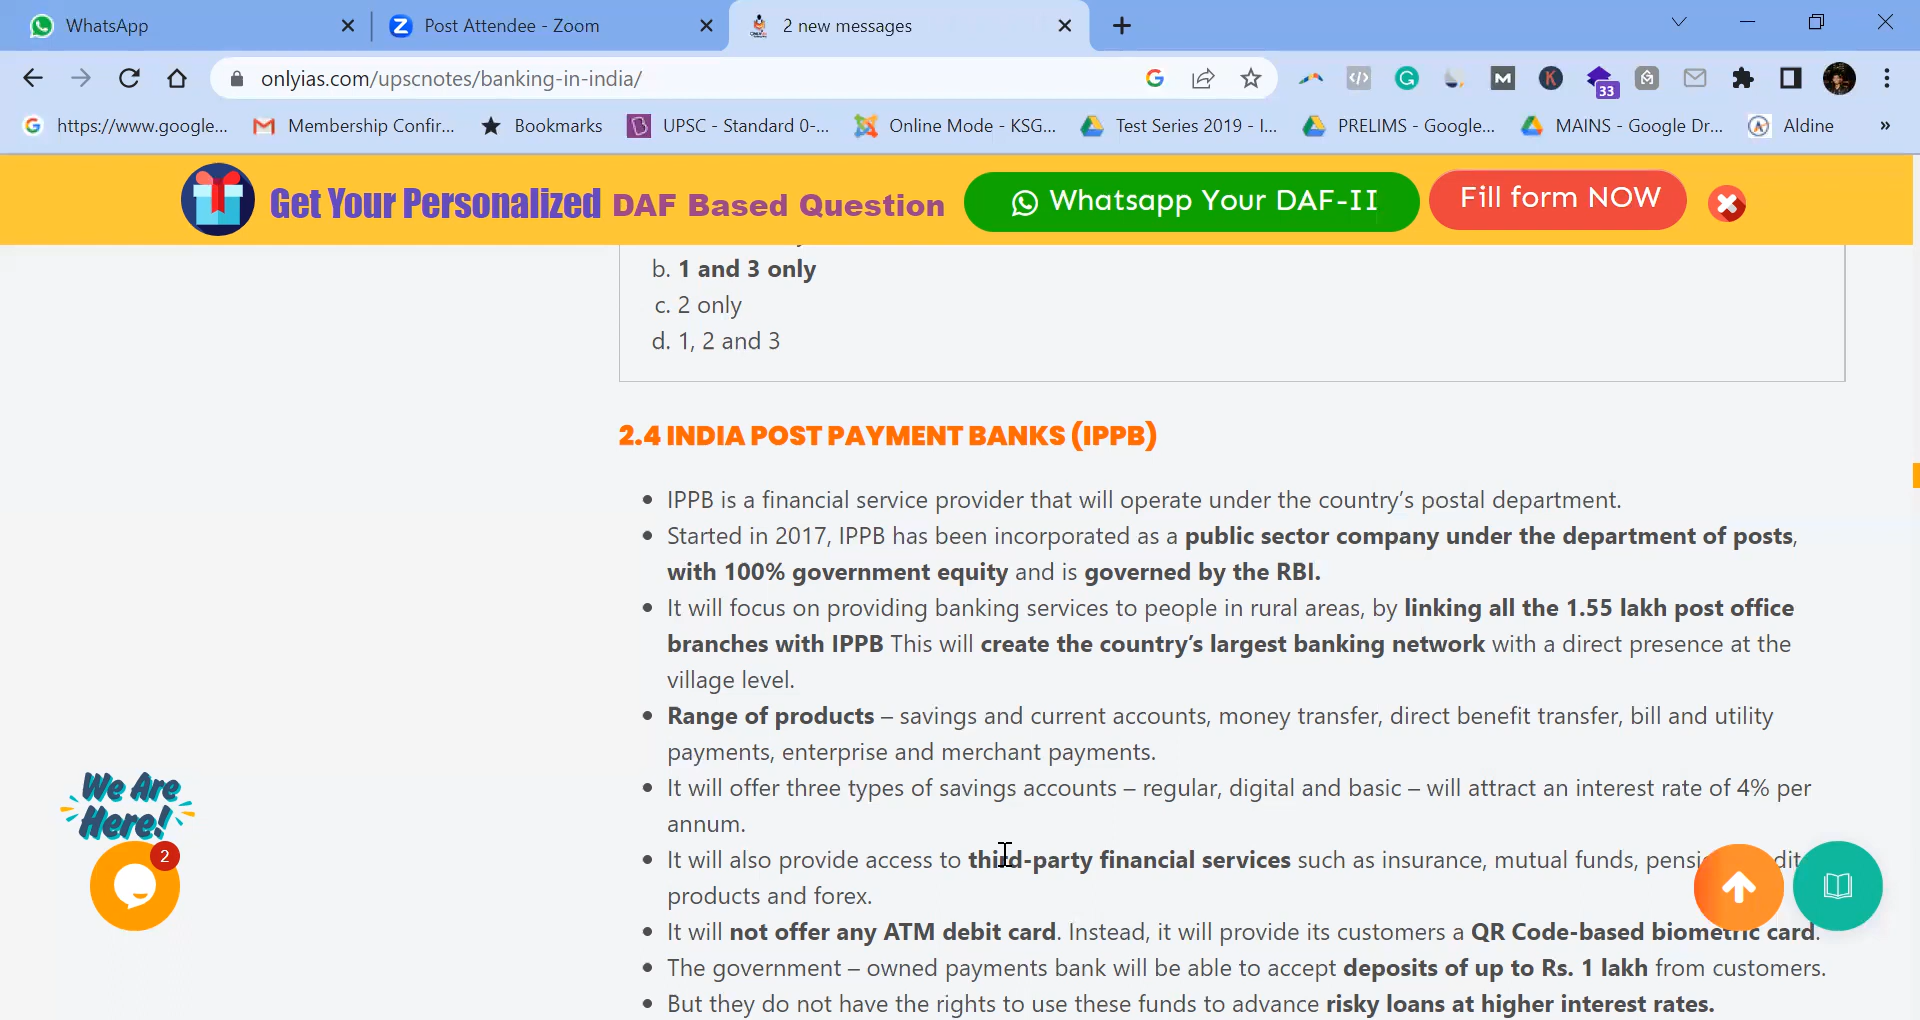 WhatsApp
Post Attendee - Zoom
2 new messages
onlyias.com/upscnotes/banking-in-india/
33
https://www.google...
Membership Confir...
Bookmarks
UPSC - Standard 0-...
Online Mode - KSG...
Test Series 2019 - I...
PRELIMS - Google...
MAINS - Google Dr...
Aldine
»
Get Your Personalized DAF Based Question
Whatsapp Your DAF-II
Fill form NOW
b. 1 and 3 only
c. 2 only
d. 1, 2 and 3
2.4 INDIA POST PAYMENT BANKS (IPPB)
• IPPB is a financial service provider that will operate under the country's postal department.
• Started in 2017, IPPB has been incorporated as a public sector company under the department of posts,
with 100% government equity and is governed by the RBI.
• It will focus on providing banking services to people in rural areas, by linking all the 1.55 lakh post office
branches with IPPB This will create the country's largest banking network with a direct presence at the
village level.
• Range of products – savings and current accounts, money transfer, direct benefit transfer, bill and utility
payments, enterprise and merchant payments.
• It will offer three types of savings accounts – regular, digital and basic – will attract an interest rate of 4% per
annum.
• It will also provide access to third-party financial services such as insurance, mutual funds,
products and forex.
• It will not offer any ATM debit card. Instead, it will provide its customers a QR Code-based biometric card.
• The government – owned payments bank will be able to accept deposits of up to Rs. 1 lakh from customers.
• But they do not have the rights to use these funds to advance risky loans at higher interest rates.
We Are
Here!
2